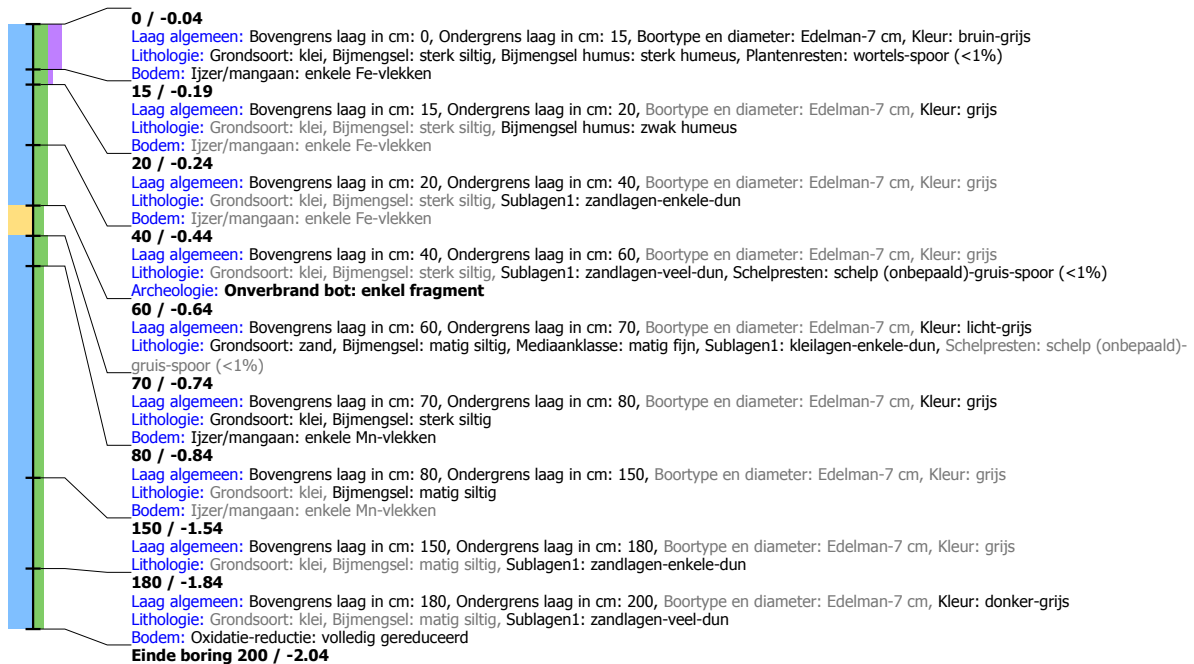 0 / -0.04
Laag algemeen: Bovengrens laag in cm: 0, Ondergrens laag in cm: 15, Boortype en diameter: Edelman-7 cm, Kleur: bruin-grijs
Lithologie: Grondsoort: klei, Bijmengsel: sterk siltig, Bijmengsel humus: sterk humeus, Plantenresten: wortels-spoor (<1%)
Bodem: Ijzer/mangaan: enkele Fe-vlekken
15 / -0.19
Laag algemeen: Bovengrens laag in cm: 15, Ondergrens laag in cm: 20, Boortype en diameter: Edelman-7 cm, Kleur: grijs
Lithologie: Grondsoort: klei, Bijmengsel: sterk siltig, Bijmengsel humus: zwak humeus
Bodem: Ijzer/mangaan: enkele Fe-vlekken
20 / -0.24
Laag algemeen: Bovengrens laag in cm: 20, Ondergrens laag in cm: 40, Boortype en diameter: Edelman-7 cm, Kleur: grijs
Lithologie: Grondsoort: klei, Bijmengsel: sterk siltig, Sublagen1: zandlagen-enkele-dun
Bodem: Ijzer/mangaan: enkele Fe-vlekken
40 / -0.44
Laag algemeen: Bovengrens laag in cm: 40, Ondergrens laag in cm: 60, Boortype en diameter: Edelman-7 cm, Kleur: grijs
Lithologie: Grondsoort: klei, Bijmengsel: sterk siltig, Sublagen1: zandlagen-veel-dun, Schelpresten: schelp (onbepaald)-gruis-spoor (<1%)
Archeologie: Onverbrand bot: enkel fragment
60 / -0.64
Laag algemeen: Bovengrens laag in cm: 60, Ondergrens laag in cm: 70, Boortype en diameter: Edelman-7 cm, Kleur: licht-grijs
Lithologie: Grondsoort: zand, Bijmengsel: matig siltig, Mediaanklasse: matig fijn, Sublagen1: kleilagen-enkele-dun, Schelpresten: schelp (onbepaald)-
gruis-spoor (<1%)
70 / -0.74
Laag algemeen: Bovengrens laag in cm: 70, Ondergrens laag in cm: 80, Boortype en diameter: Edelman-7 cm, Kleur: grijs
Lithologie: Grondsoort: klei, Bijmengsel: sterk siltig
Bodem: Ijzer/mangaan: enkele Mn-vlekken
80 / -0.84
Laag algemeen: Bovengrens laag in cm: 80, Ondergrens laag in cm: 150, Boortype en diameter: Edelman-7 cm, Kleur: grijs
Lithologie: Grondsoort: klei, Bijmengsel: matig siltig
Bodem: Ijzer/mangaan: enkele Mn-vlekken
150 / -1.54
Laag algemeen: Bovengrens laag in cm: 150, Ondergrens laag in cm: 180, Boortype en diameter: Edelman-7 cm, Kleur: grijs
Lithologie: Grondsoort: klei, Bijmengsel: matig siltig, Sublagen1: zandlagen-enkele-dun
180 / -1.84
Laag algemeen: Bovengrens laag in cm: 180, Ondergrens laag in cm: 200, Boortype en diameter: Edelman-7 cm, Kleur: donker-grijs
Lithologie: Grondsoort: klei, Bijmengsel: matig siltig, Sublagen1: zandlagen-veel-dun
Bodem: Oxidatie-reductie: volledig gereduceerd
Einde boring 200 / -2.04